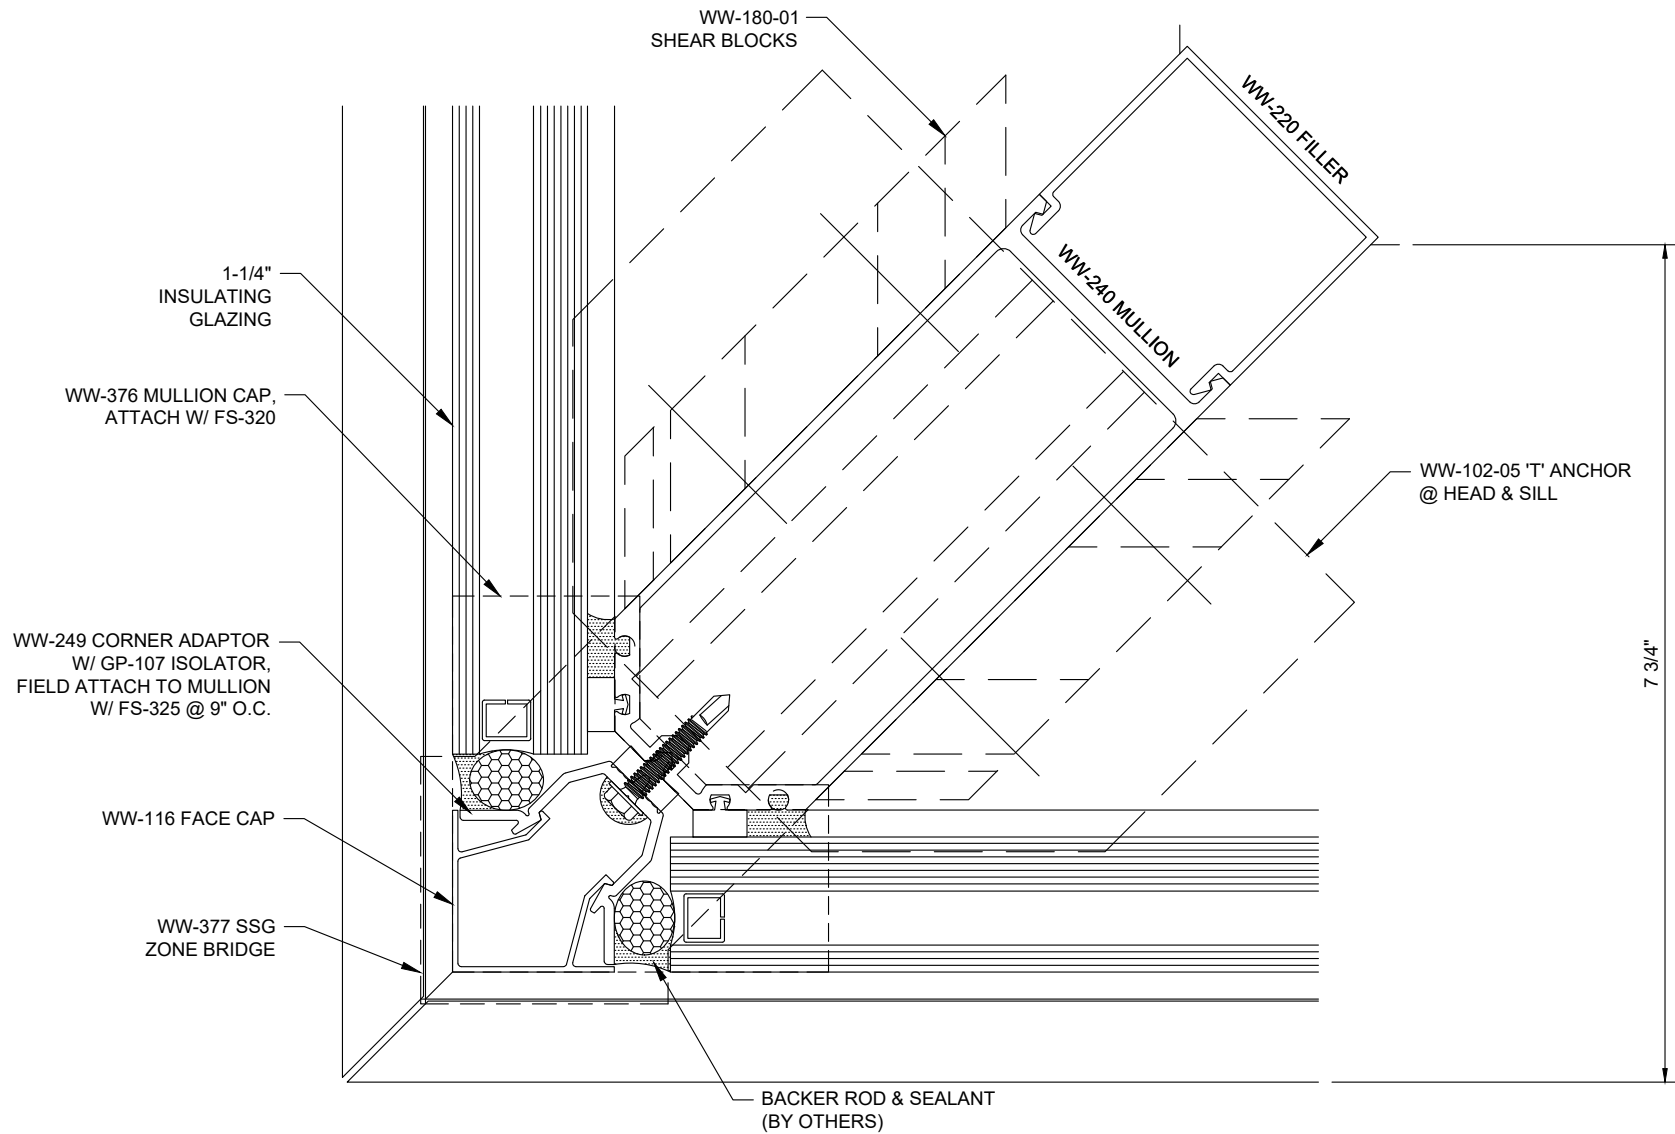 WW-180-01
SHEAR BLOCKS
WW-220 FILLER
WW-240 MULLION
1-1/4"
INSULATING
GLAZING
WW-376 MULLION CAP,
ATTACH W/ FS-320
WW-102-05 'T' ANCHOR
@ HEAD & SILL
WW-249 CORNER ADAPTOR
W/ GP-107 ISOLATOR,
FIELD ATTACH TO MULLION
W/ FS-325 @ 9" O.C.
7 3/4"
WW-116 FACE CAP
WW-377 SSG
ZONE BRIDGE
BACKER ROD & SEALANT
(BY OTHERS)